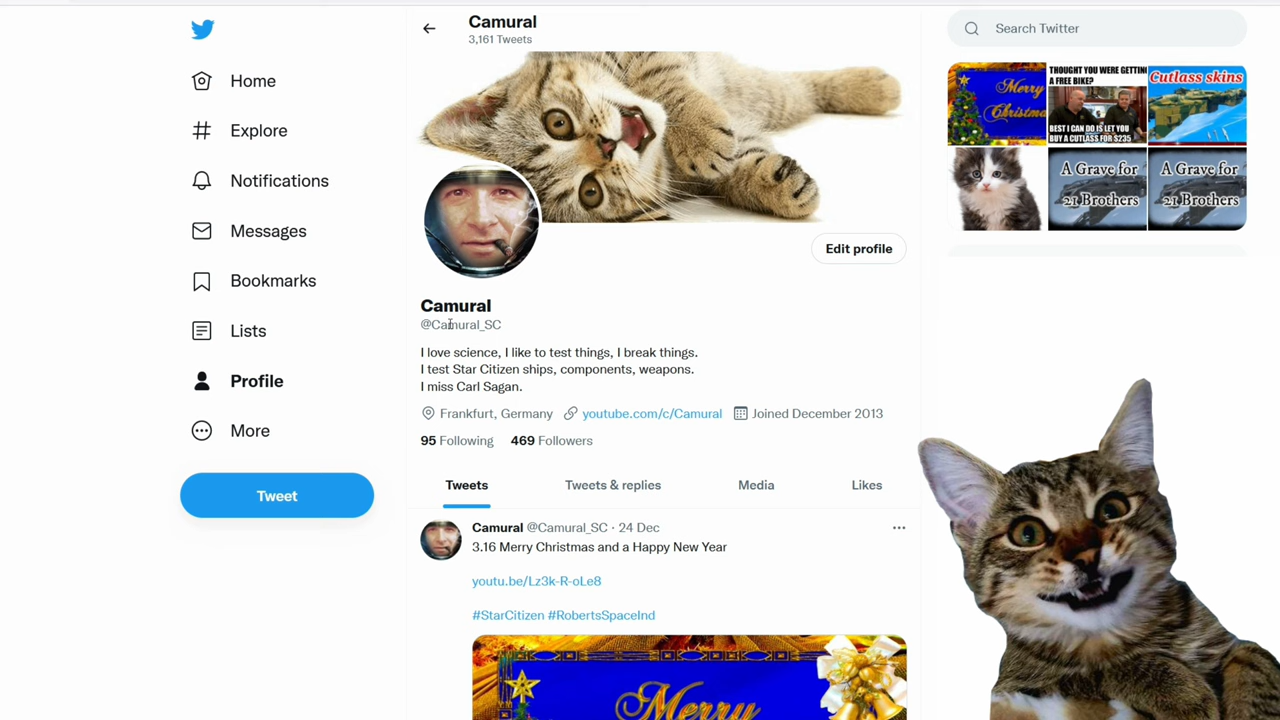 Camural
3,161 Tweets
Search Twitter
Home
Explore
Notifications
Messages
Bookmarks
Lists
Profile
More
Tweet
Merry
Christmas
THOUGHT YOU WERE GETTING
A FREE BIKE?
BEST I CAN DO IS LET YOU
BUY A CUTLASS FOR $235
Cutlass skins
A Grave for
21 Brothers
A Grave for
21 Brothers
Edit profile
Camural
@Camural_SC
I love science, I like to test things, I break things.
I test Star Citizen ships, components, weapons.
I miss Carl Sagan.
Frankfurt, Germany youtube.com/c/Camural Joined December 2013
95 Following 469 Followers
Tweets Tweets & replies Media Likes
Camural @Camural_SC · 24 Dec
3.16 Merry Christmas and a Happy New Year
youtu.be/Lz3k-R-oLe8
#StarCitizen #RobertsSpaceInd
Merry